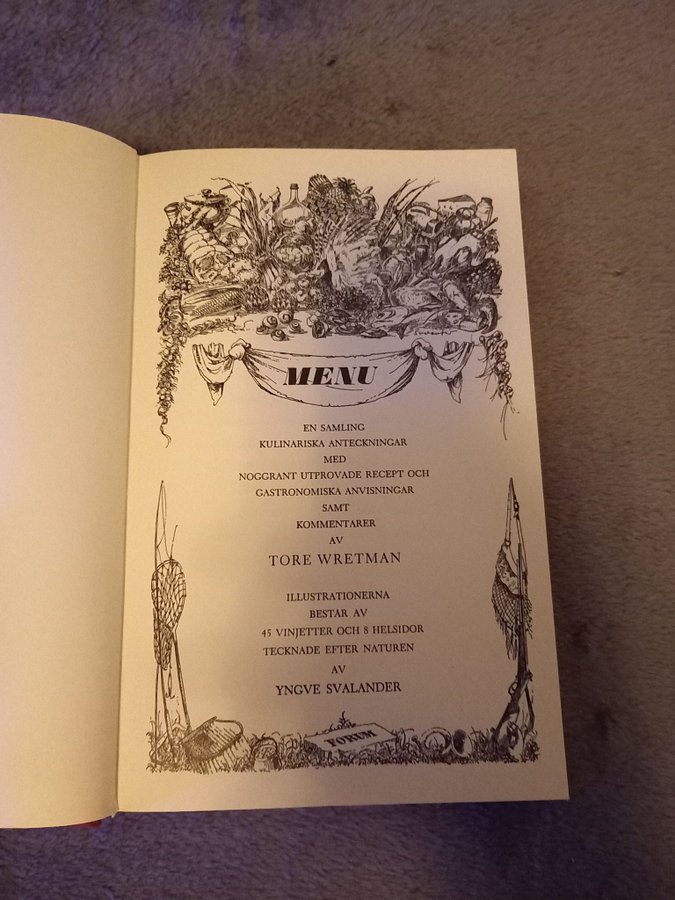 MENU
EN SAMLING
KULINARISKA ANTECKNINGAR
MED
NOGGRANT UTPROVADE RECEPT OCH
GASTRONOMISKA ANVISNINGAR
SAMT
KOMMENTARER
AV
TORE WRETMAN
ILLUSTRATIONERNA
BESTÅR AV
45 VINJETTER OCH 8 HELSIDOR
TECKNADE EFTER NATUREN
AV
YNGVE SVALANDER
FORUM